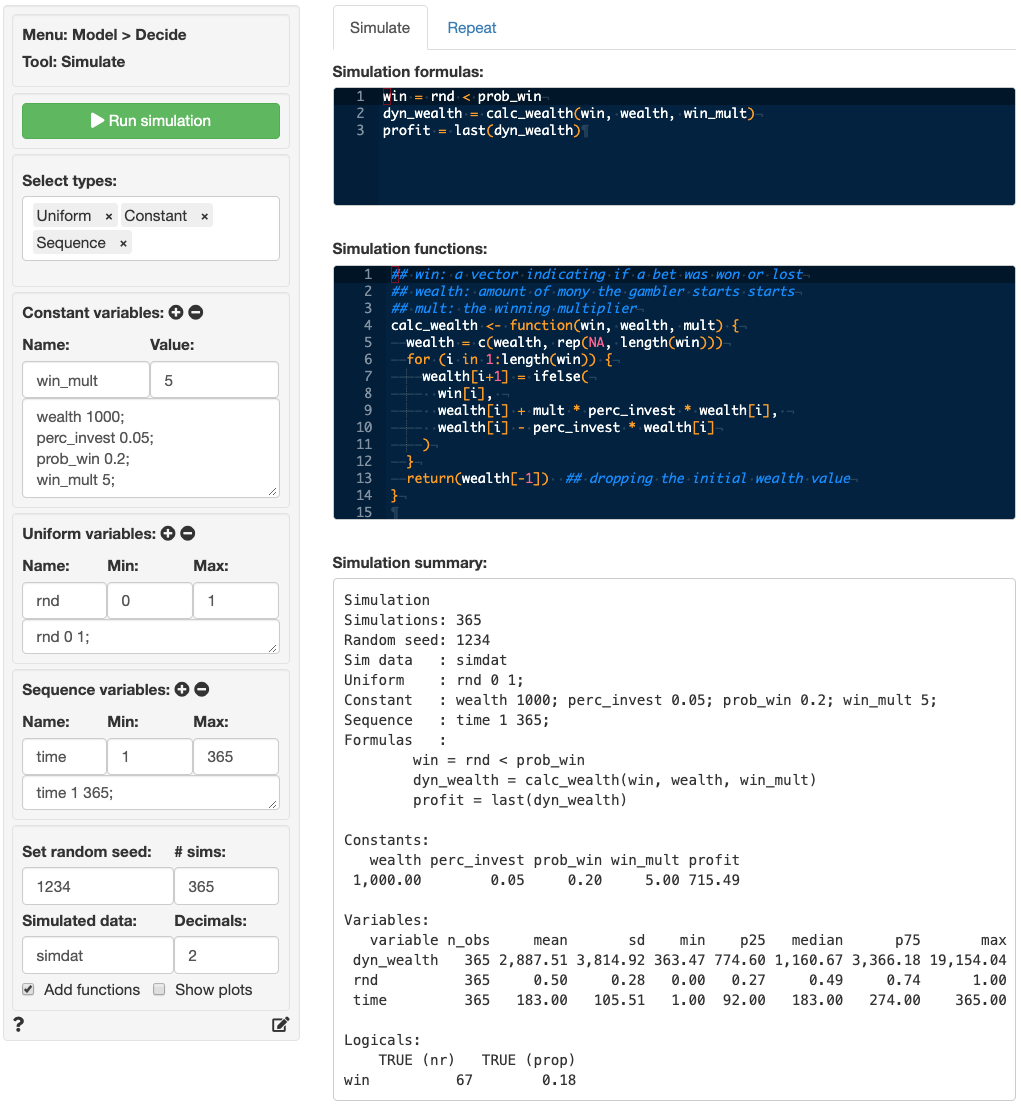 Menu: Model > Decide
Tool: Simulate
Run simulation
Select types:
Uniform × Constant ×
Sequence ×
Constant variables:
Name: Value:
win_mult 5
wealth 1000;
perc_invest 0.05;
prob_win 0.2;
win_mult 5;
Uniform variables:
Name: Min: Max:
rnd 0 1
rnd 0 1;
Sequence variables:
Name: Min: Max:
time 1 365
time 1 365;
Set random seed: # sims:
1234 365
Simulated data: Decimals:
simdat 2
Add functions Show plots
?
Simulate Repeat
Simulation formulas:
1 win = rnd < prob_win
2 dyn_wealth = calc_wealth(win, wealth, win_mult)
3 profit = last(dyn_wealth)
Simulation functions:
1 ## win: a vector indicating if a bet was won or lost
2 ## wealth: amount of mony the gambler starts starts
3 ## mult: the winning multiplier
4 calc_wealth <- function(win, wealth, mult) {
5 wealth = c(wealth, rep(NA, length(win)))
6 for (i in 1:length(win)) {
7 wealth[i+1] = ifelse(
8 win[i],
9 wealth[i] + mult * perc_invest * wealth[i],
10 wealth[i] - perc_invest * wealth[i]
11 )
12 }
13 return(wealth[-1]) ## dropping the initial wealth value
14 }
15
Simulation summary:
Simulation
Simulations: 365
Random seed: 1234
Sim data : simdat
Uniform : rnd 0 1;
Constant : wealth 1000; perc_invest 0.05; prob_win 0.2; win_mult 5;
Sequence : time 1 365;
Formulas :
win = rnd < prob_win
dyn_wealth = calc_wealth(win, wealth, win_mult)
profit = last(dyn_wealth)
Constants:
wealth perc_invest prob_win win_mult profit
1,000.00 0.05 0.20 5.00 715.49
Variables:
variable n_obs mean sd min p25 median p75 max
dyn_wealth 365 2,887.51 3,814.92 363.47 774.60 1,160.67 3,366.18 19,154.04
rnd 365 0.50 0.28 0.00 0.27 0.49 0.74 1.00
time 365 183.00 105.51 1.00 92.00 183.00 274.00 365.00
Logicals:
TRUE (nr) TRUE (prop)
win 67 0.18